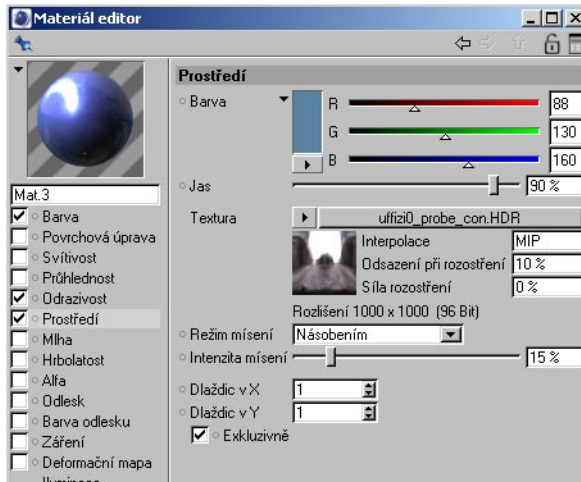 Materiál editor
Prostředí
Barva
R 88
G 130
B 160
Jas 90 %
Textura uffizi0_probe_con.HDR
Interpolace MIP
Odsazení při rozostření 10 %
Síla rozostření 0 %
Rozlišení 1000 x 1000 (96 Bit)
Režim mísení Násobením
Intenzita mísení 15 %
Dlaždic v X 1
Dlaždic v Y 1
Exkluzivně
Mat.3
Barva
Povrchová úprava
Svítivost
Průhlednost
Odrazivost
Prostředí
Mlha
Hrbolatost
Alfa
Odlesk
Barva odlesku
Záření
Deformační mapa